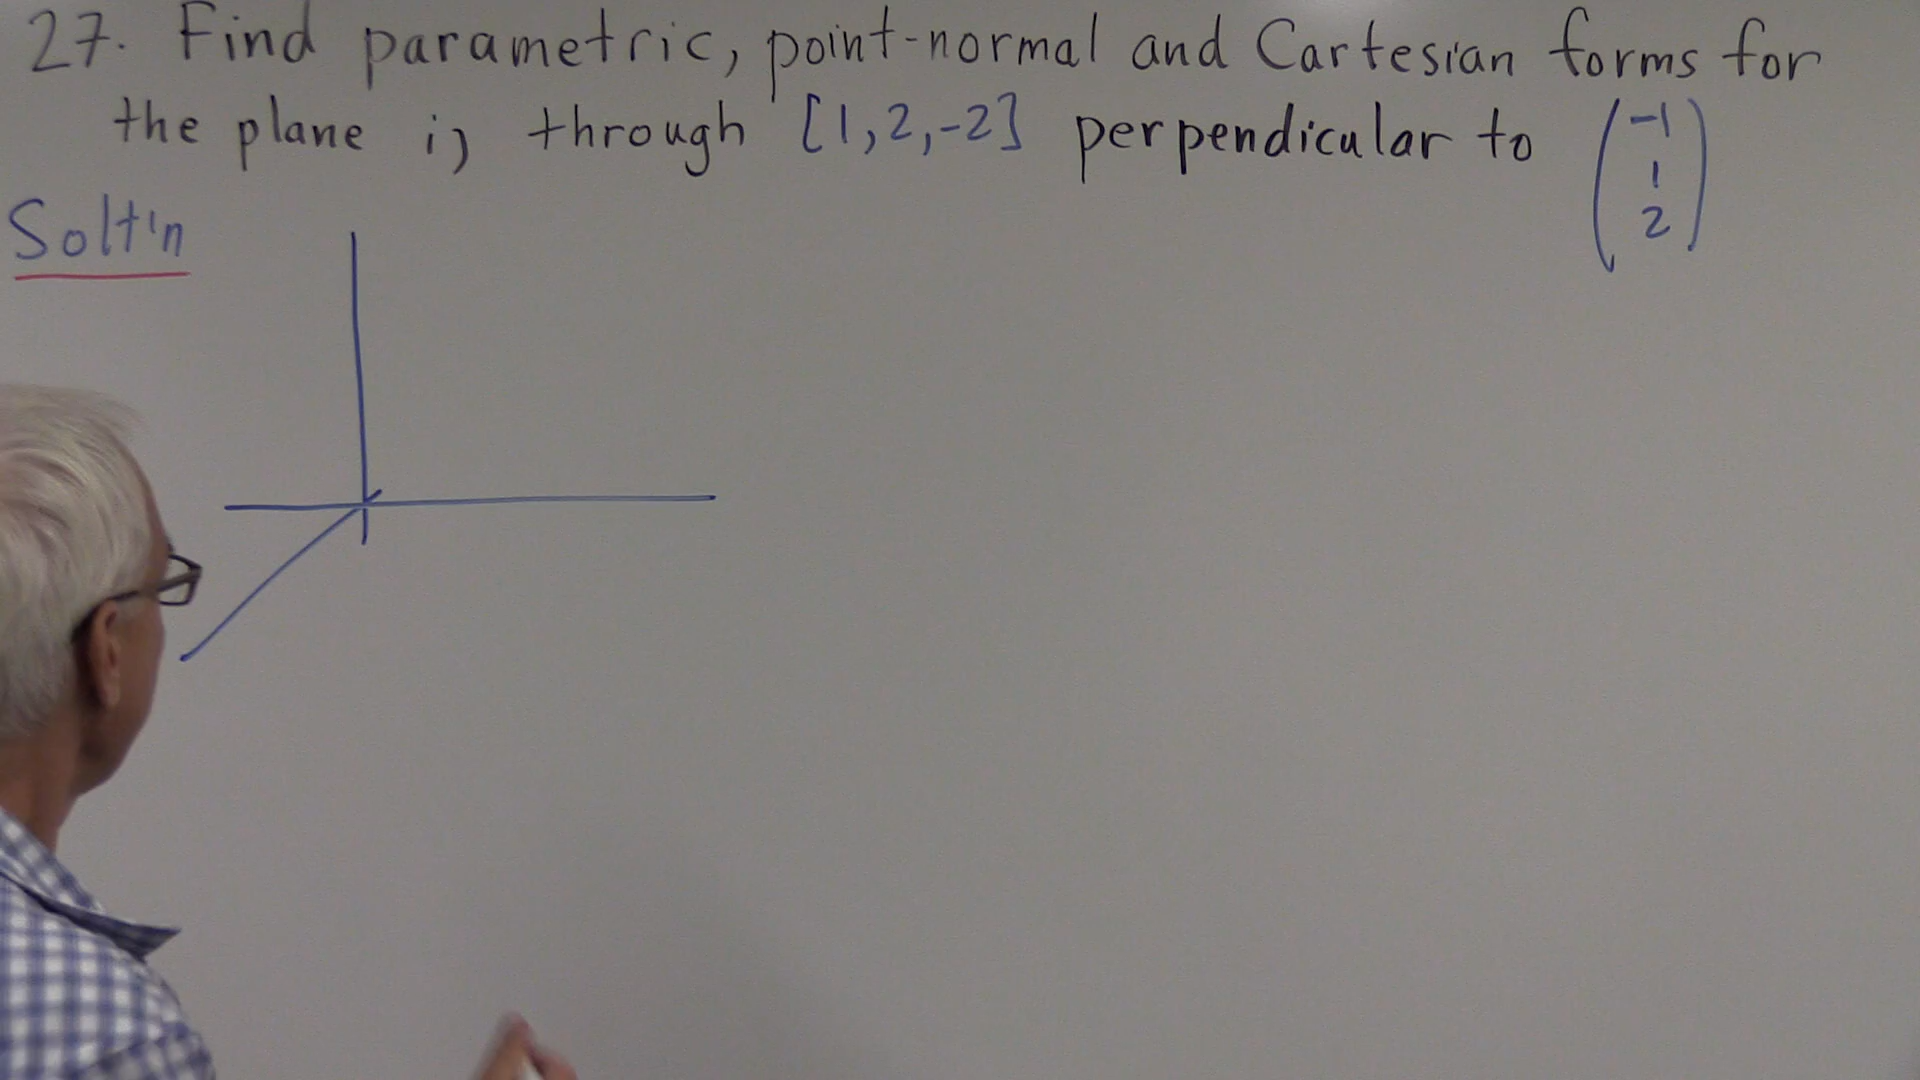 27. Find parametric, point-normal and Cartesian forms for
the plane i) through [1,2,-2] perpendicular to (-1
1
2)
Solt'n